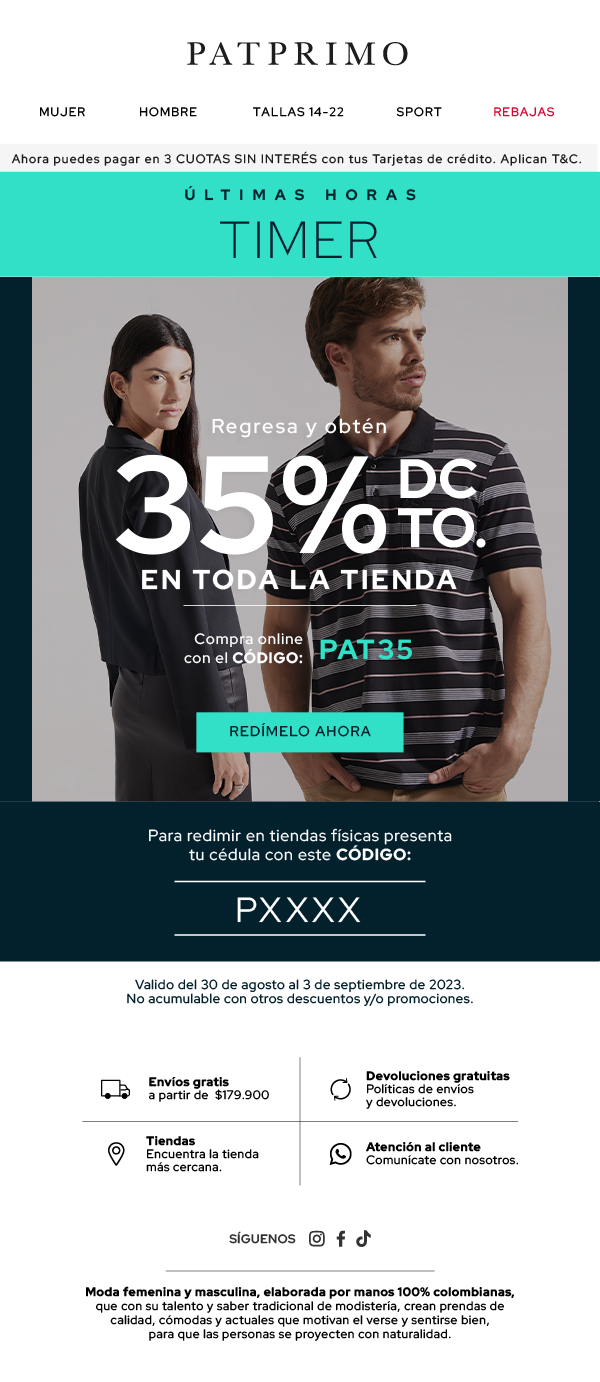 PATPRIMO
MUJER HOMBRE TALLAS 14-22 SPORT REBAJAS
Ahora puedes pagar en 3 CUOTAS SIN INTERÉS con tus Tarjetas de crédito. Aplican T&C.
ÚLTIMAS HORAS
TIMER
Regresa y obtén
35% DC
TO.
EN TODA LA TIENDA
Compra online
con el CÓDIGO: PAT35
REDÍMELO AHORA
Para redimir en tiendas físicas presenta
tu cédula con este CÓDIGO:
PXXXX
Valido del 30 de agosto al 3 de septiembre de 2023.
No acumulable con otros descuentos y/o promociones.
Envíos gratis
a partir de $179.900
Devoluciones gratuitas
Políticas de envíos
y devoluciones.
Tiendas
Encuentra la tienda
más cercana.
Atención al cliente
Comunícate con nosotros.
SÍGUENOS
Moda femenina y masculina, elaborada por manos 100% colombianas,
que con su talento y saber tradicional de modistería, crean prendas de
calidad, cómodas y actuales que motivan el verse y sentirse bien,
para que las personas se proyecten con naturalidad.